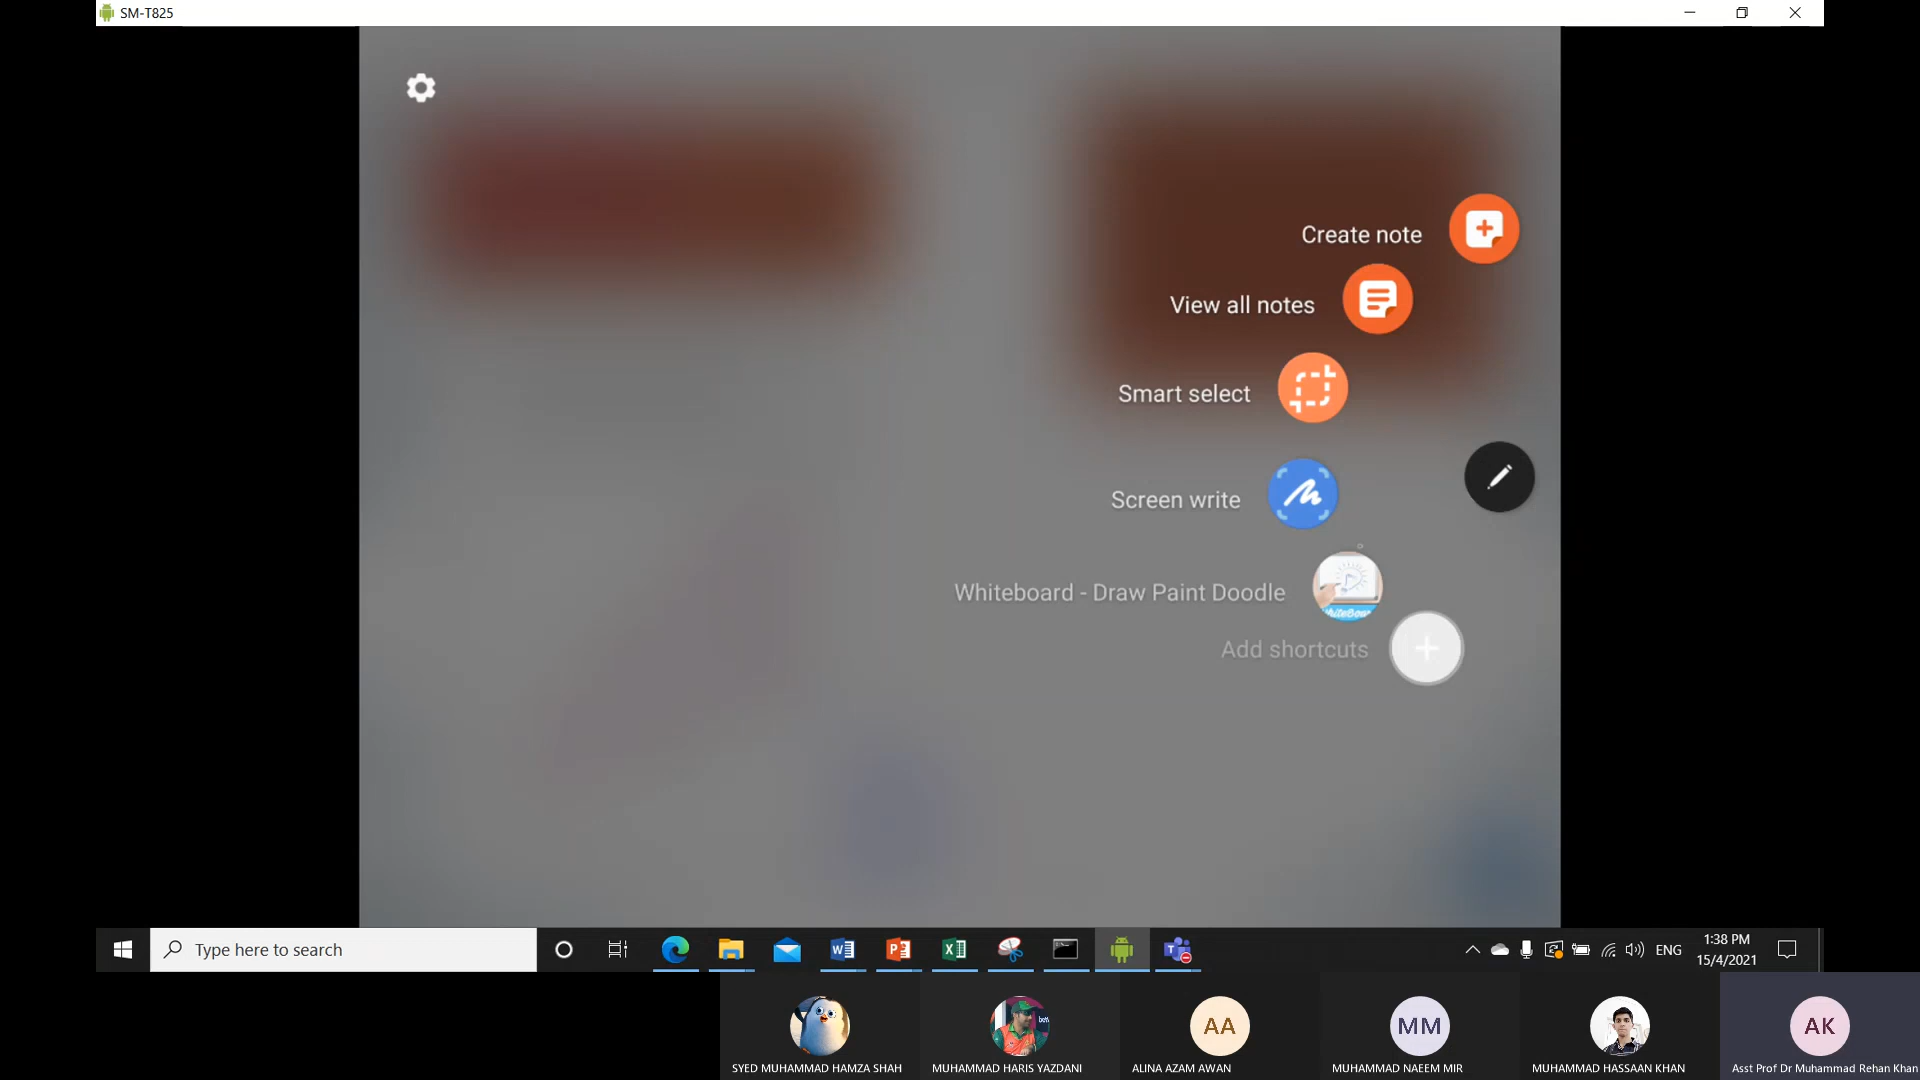 SM-T825
Create note
View all notes
Smart select
Screen write
Whiteboard - Draw Paint Doodle
Add shortcuts
Type here to search
ENG
1:38 PM
15/4/2021
AA
MM
AK
SYED MUHAMMAD HAMZA SHAH
MUHAMMAD HARIS YAZDANI
ALINA AZAM AWAN
MUHAMMAD NAEEM MIR
MUHAMMAD HASSAAN KHAN
Asst Prof Dr Muhammad Rehan Khan